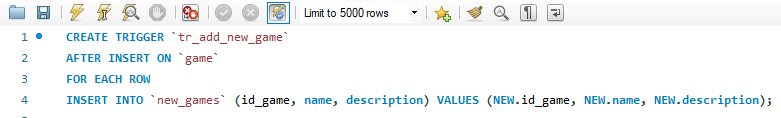 Limit to 5000 rows
1 CREATE TRIGGER `tr_add_new_game`
2 AFTER INSERT ON `game`
3 FOR EACH ROW
4 INSERT INTO `new_games` (id_game, name, description) VALUES (NEW.id_game, NEW.name, NEW.description);